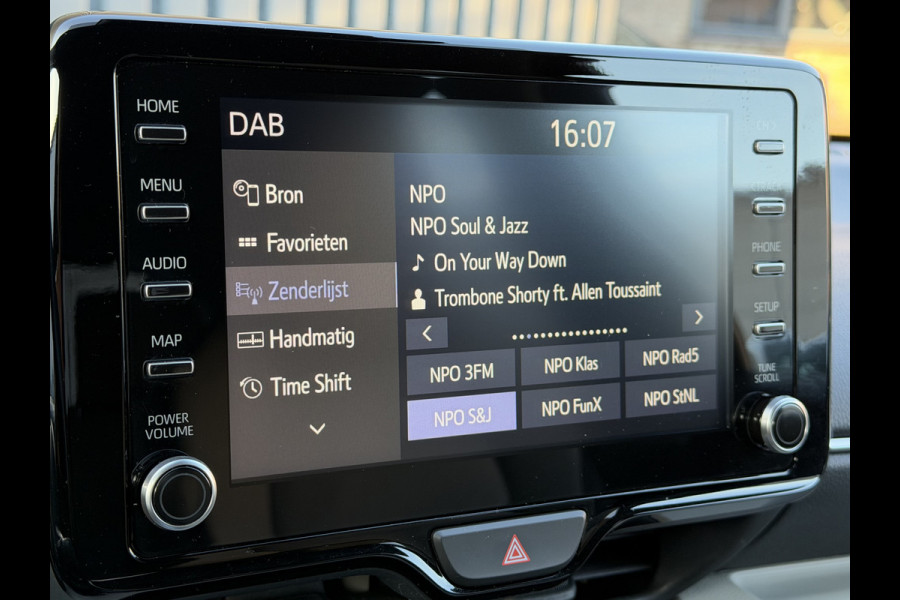 HOME
MENU
AUDIO
MAP
POWER
VOLUME
DAB
16:07
Bron
Favorieten
Zenderlijst
Handmatig
Time Shift
NPO
NPO Soul & Jazz
On Your Way Down
Trombone Shorty ft. Allen Toussaint
<
>
NPO 3FM
NPO Klas
NPO Rad5
NPO S&J
NPO FunX
NPO StNL
PHONE
SETUP
TUNE
SCROLL